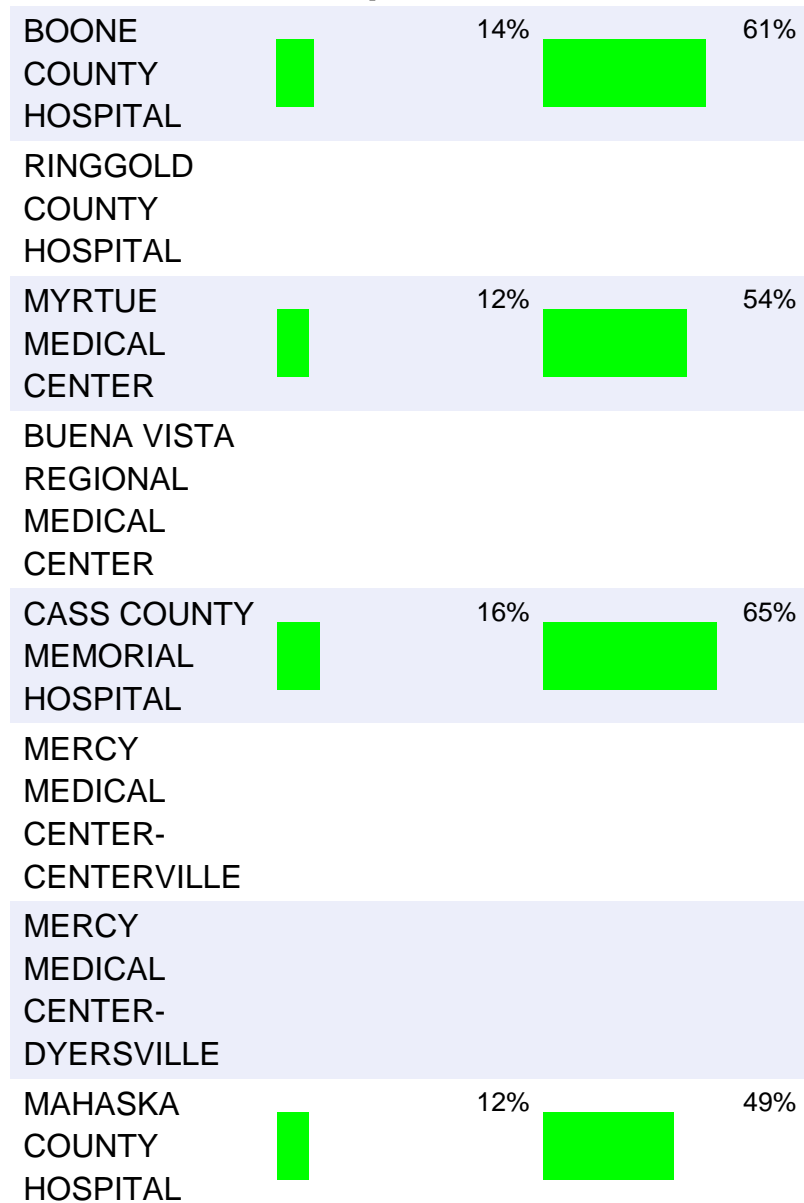 BOONE 14% 61%
COUNTY
HOSPITAL
RINGGOLD
COUNTY
HOSPITAL
MYRTUE 12% 54%
MEDICAL
CENTER
BUENA VISTA
REGIONAL
MEDICAL
CENTER
CASS COUNTY 16% 65%
MEMORIAL
HOSPITAL
MERCY
MEDICAL
CENTER-
CENTERVILLE
MERCY
MEDICAL
CENTER-
DYERSVILLE
MAHASKA 12% 49%
COUNTY
HOSPITAL